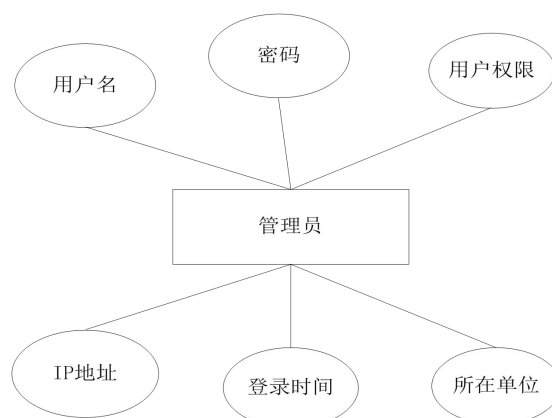 用户名
密码
用户权限
管理员
IP地址
登录时间
所在单位